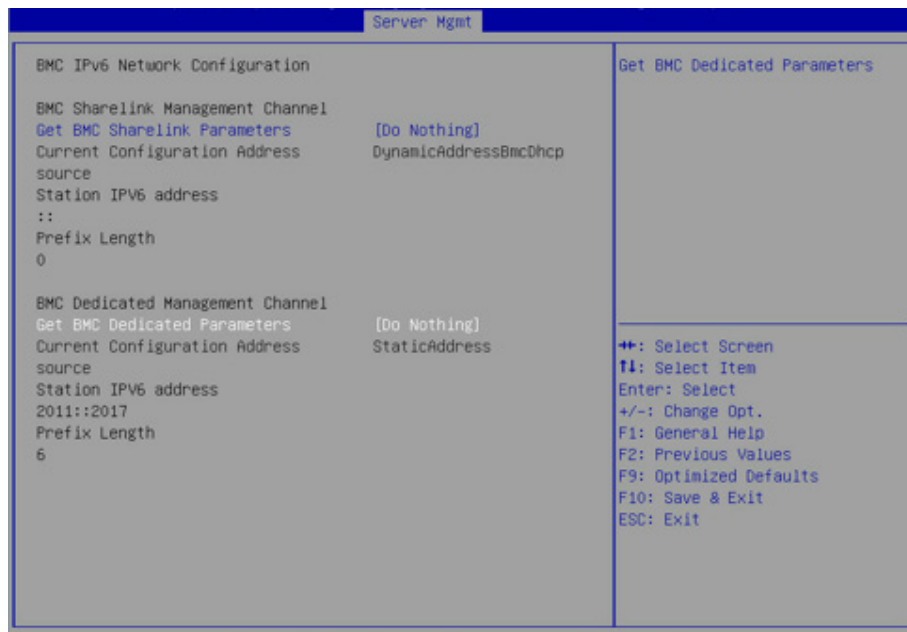 Server Mgmt
BMC IPv6 Network Configuration
BMC Sharelink Management Channel
Get BMC Sharelink Parameters [Do Nothing]
Current Configuration Address DynamicAddressBmcDhcp
source
Station IPV6 address
::
Prefix Length
0
BMC Dedicated Management Channel
Get BMC Dedicated Parameters [Do Nothing]
Current Configuration Address StaticAddress
source
Station IPV6 address
2011::2017
Prefix Length
6
Get BMC Dedicated Parameters
→←: Select Screen
↑↓: Select Item
Enter: Select
+/-: Change Opt.
F1: General Help
F2: Previous Values
F9: Optimized Defaults
F10: Save & Exit
ESC: Exit